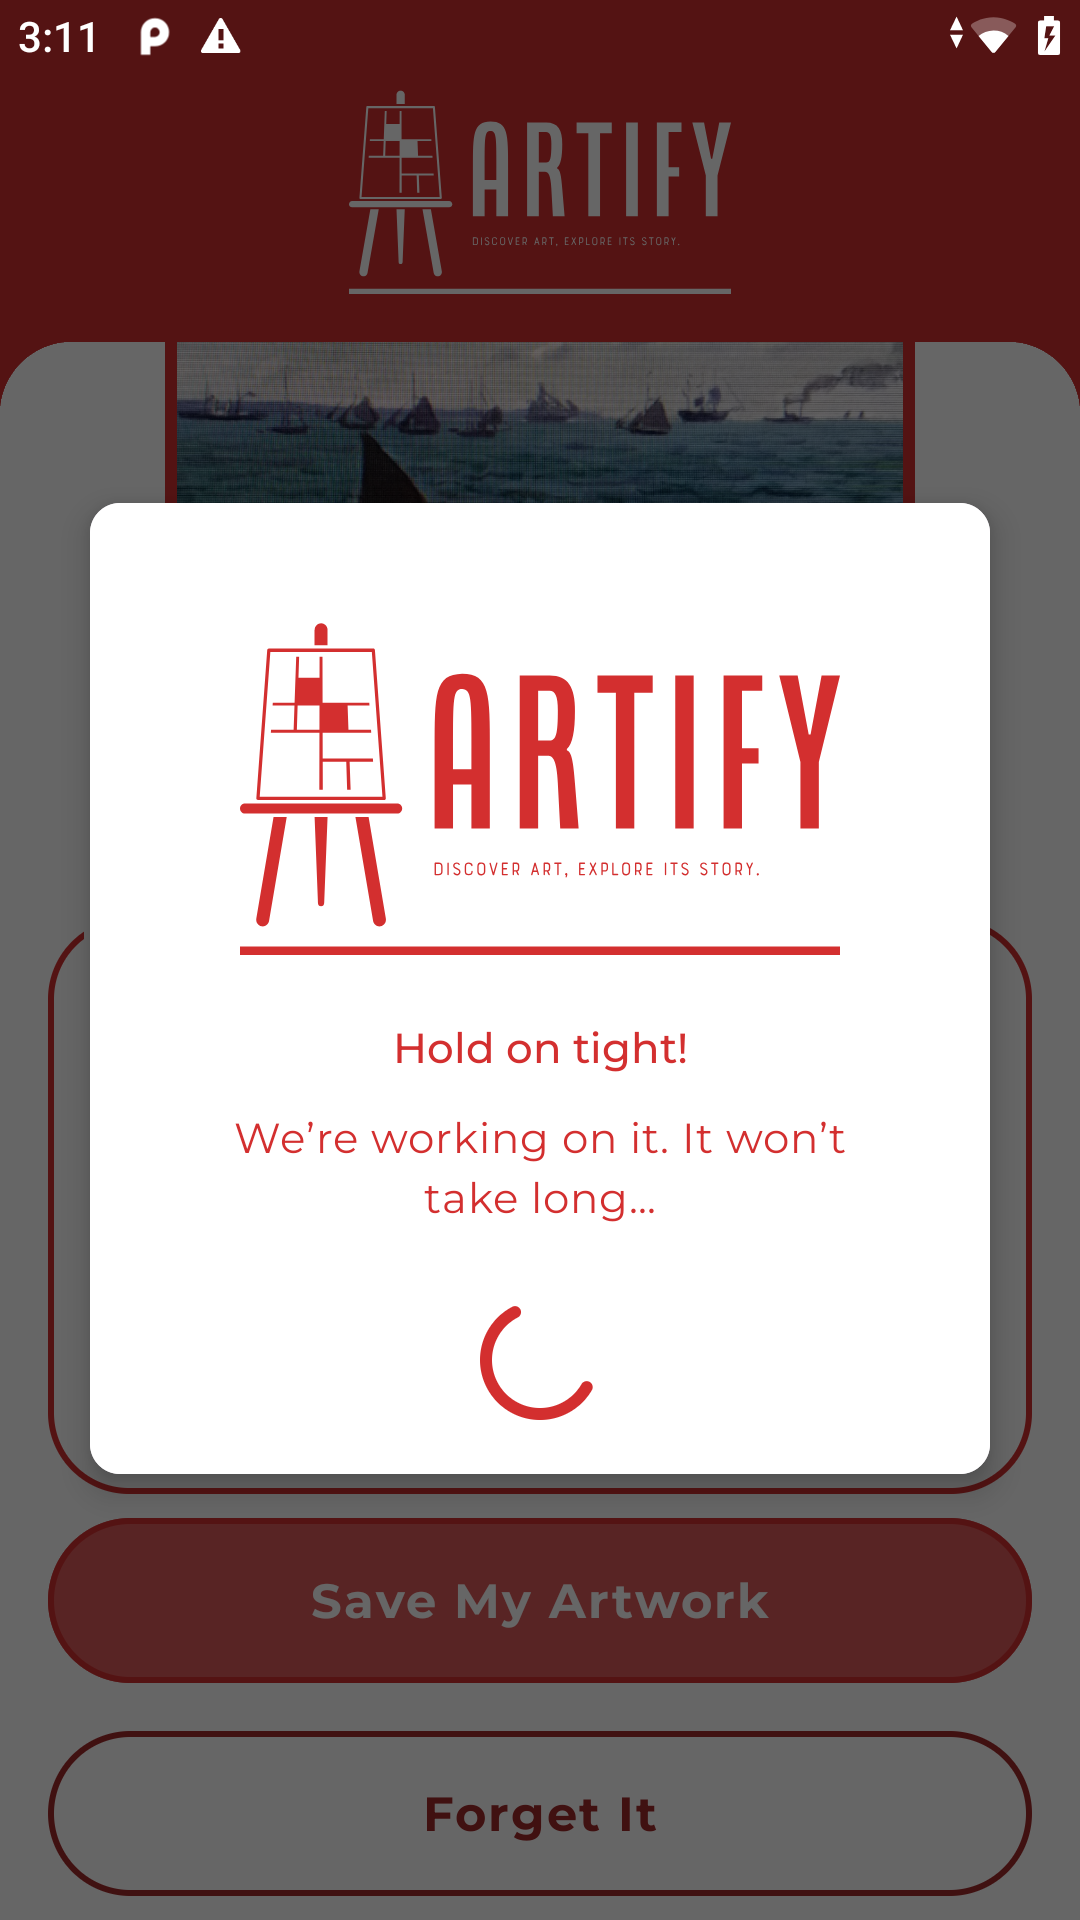 3:11
ARTIFY
DISCOVER ART, EXPLORE ITS STORY.
ARTIFY
DISCOVER ART, EXPLORE ITS STORY.
Hold on tight!
We’re working on it. It won’t
take long...
Save My Artwork
Forget It